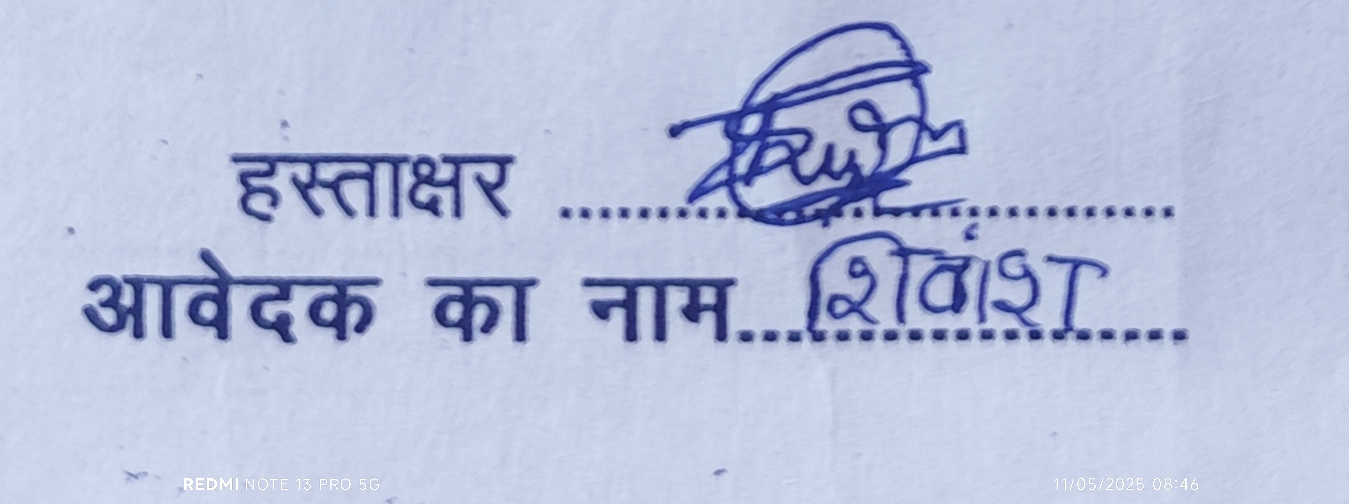 हस्ताक्षर ..............................
आवेदक का नाम...शिवांश.........
REDMI NOTE 13 PRO 5G
11/05/2025 08:46